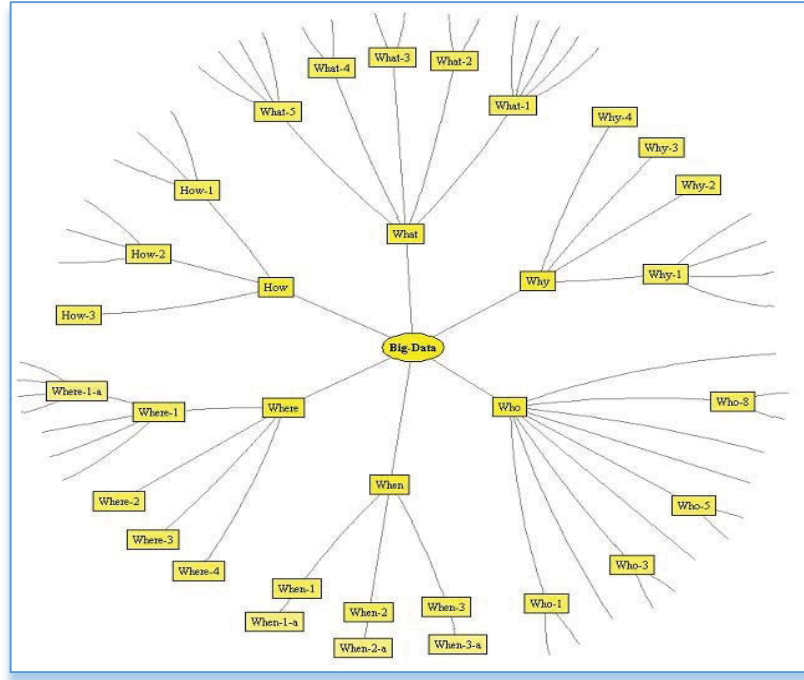 What-3
What-2
What-4
What-1
What-5
Why-4
Why-3
Why-2
How-1
What
How-2
Why-1
Why
How
How-3
Big-Data
Where-1-a
Who-8
Where-1
Where
Who
When
Where-2
Who-5
Where-3
Who-3
Where-4
When-1
Who-1
When-3
When-2
When-1-a
When-3-a
When-2-a